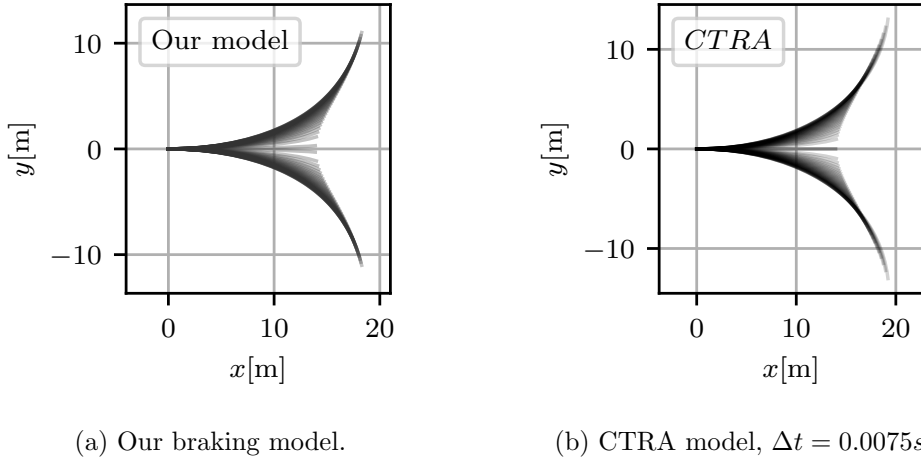 Our model
10
0
−10
y[m]
0
10
20
x[m]
(a) Our braking model.
CTRA
10
0
−10
y[m]
0
10
20
x[m]
(b) CTRA model, Δt = 0.0075s